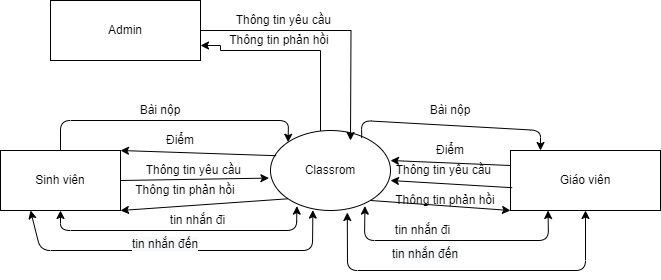 Thông tin yêu cầu
Admin
Thông tin phản hồi
Bài nộp
Bài nộp
Điểm
Điểm
Thông tin yêu cầu
Classrom
Thông tin yêu cầu
Sinh viên
Giáo viên
Thông tin phản hồi
Thông tin phản hồi
tin nhắn đi
tin nhắn đi
tin nhắn đến
tin nhắn đến